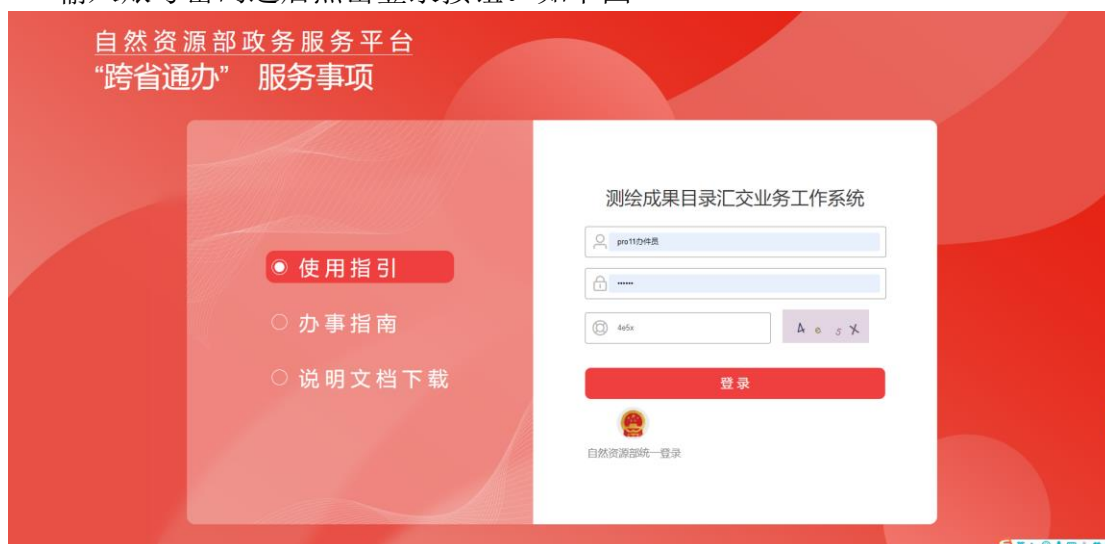 自然资源部政务服务平台
“跨省通办” 服务事项
测绘成果目录汇交业务工作系统
pro11办件员
使用指引
••••••
办事指南
4e5x
4 e 5 X
说明文档下载
登录
自然资源部统一登录